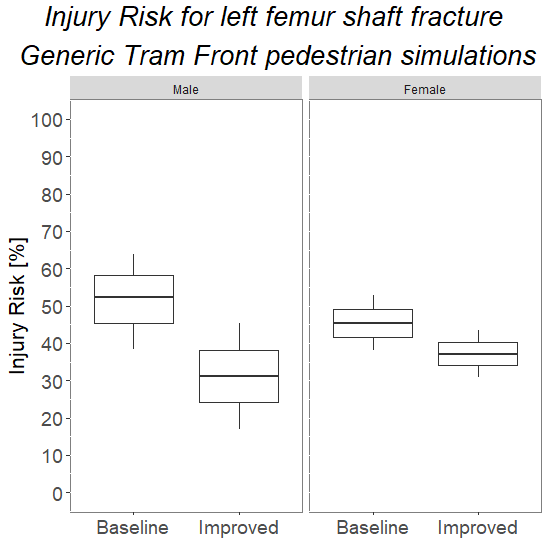 Injury Risk for left femur shaft fracture
Generic Tram Front pedestrian simulations
Male Female
Injury Risk [%]
100
90
80
70
60
50
40
30
20
10
0
Baseline Improved Baseline Improved